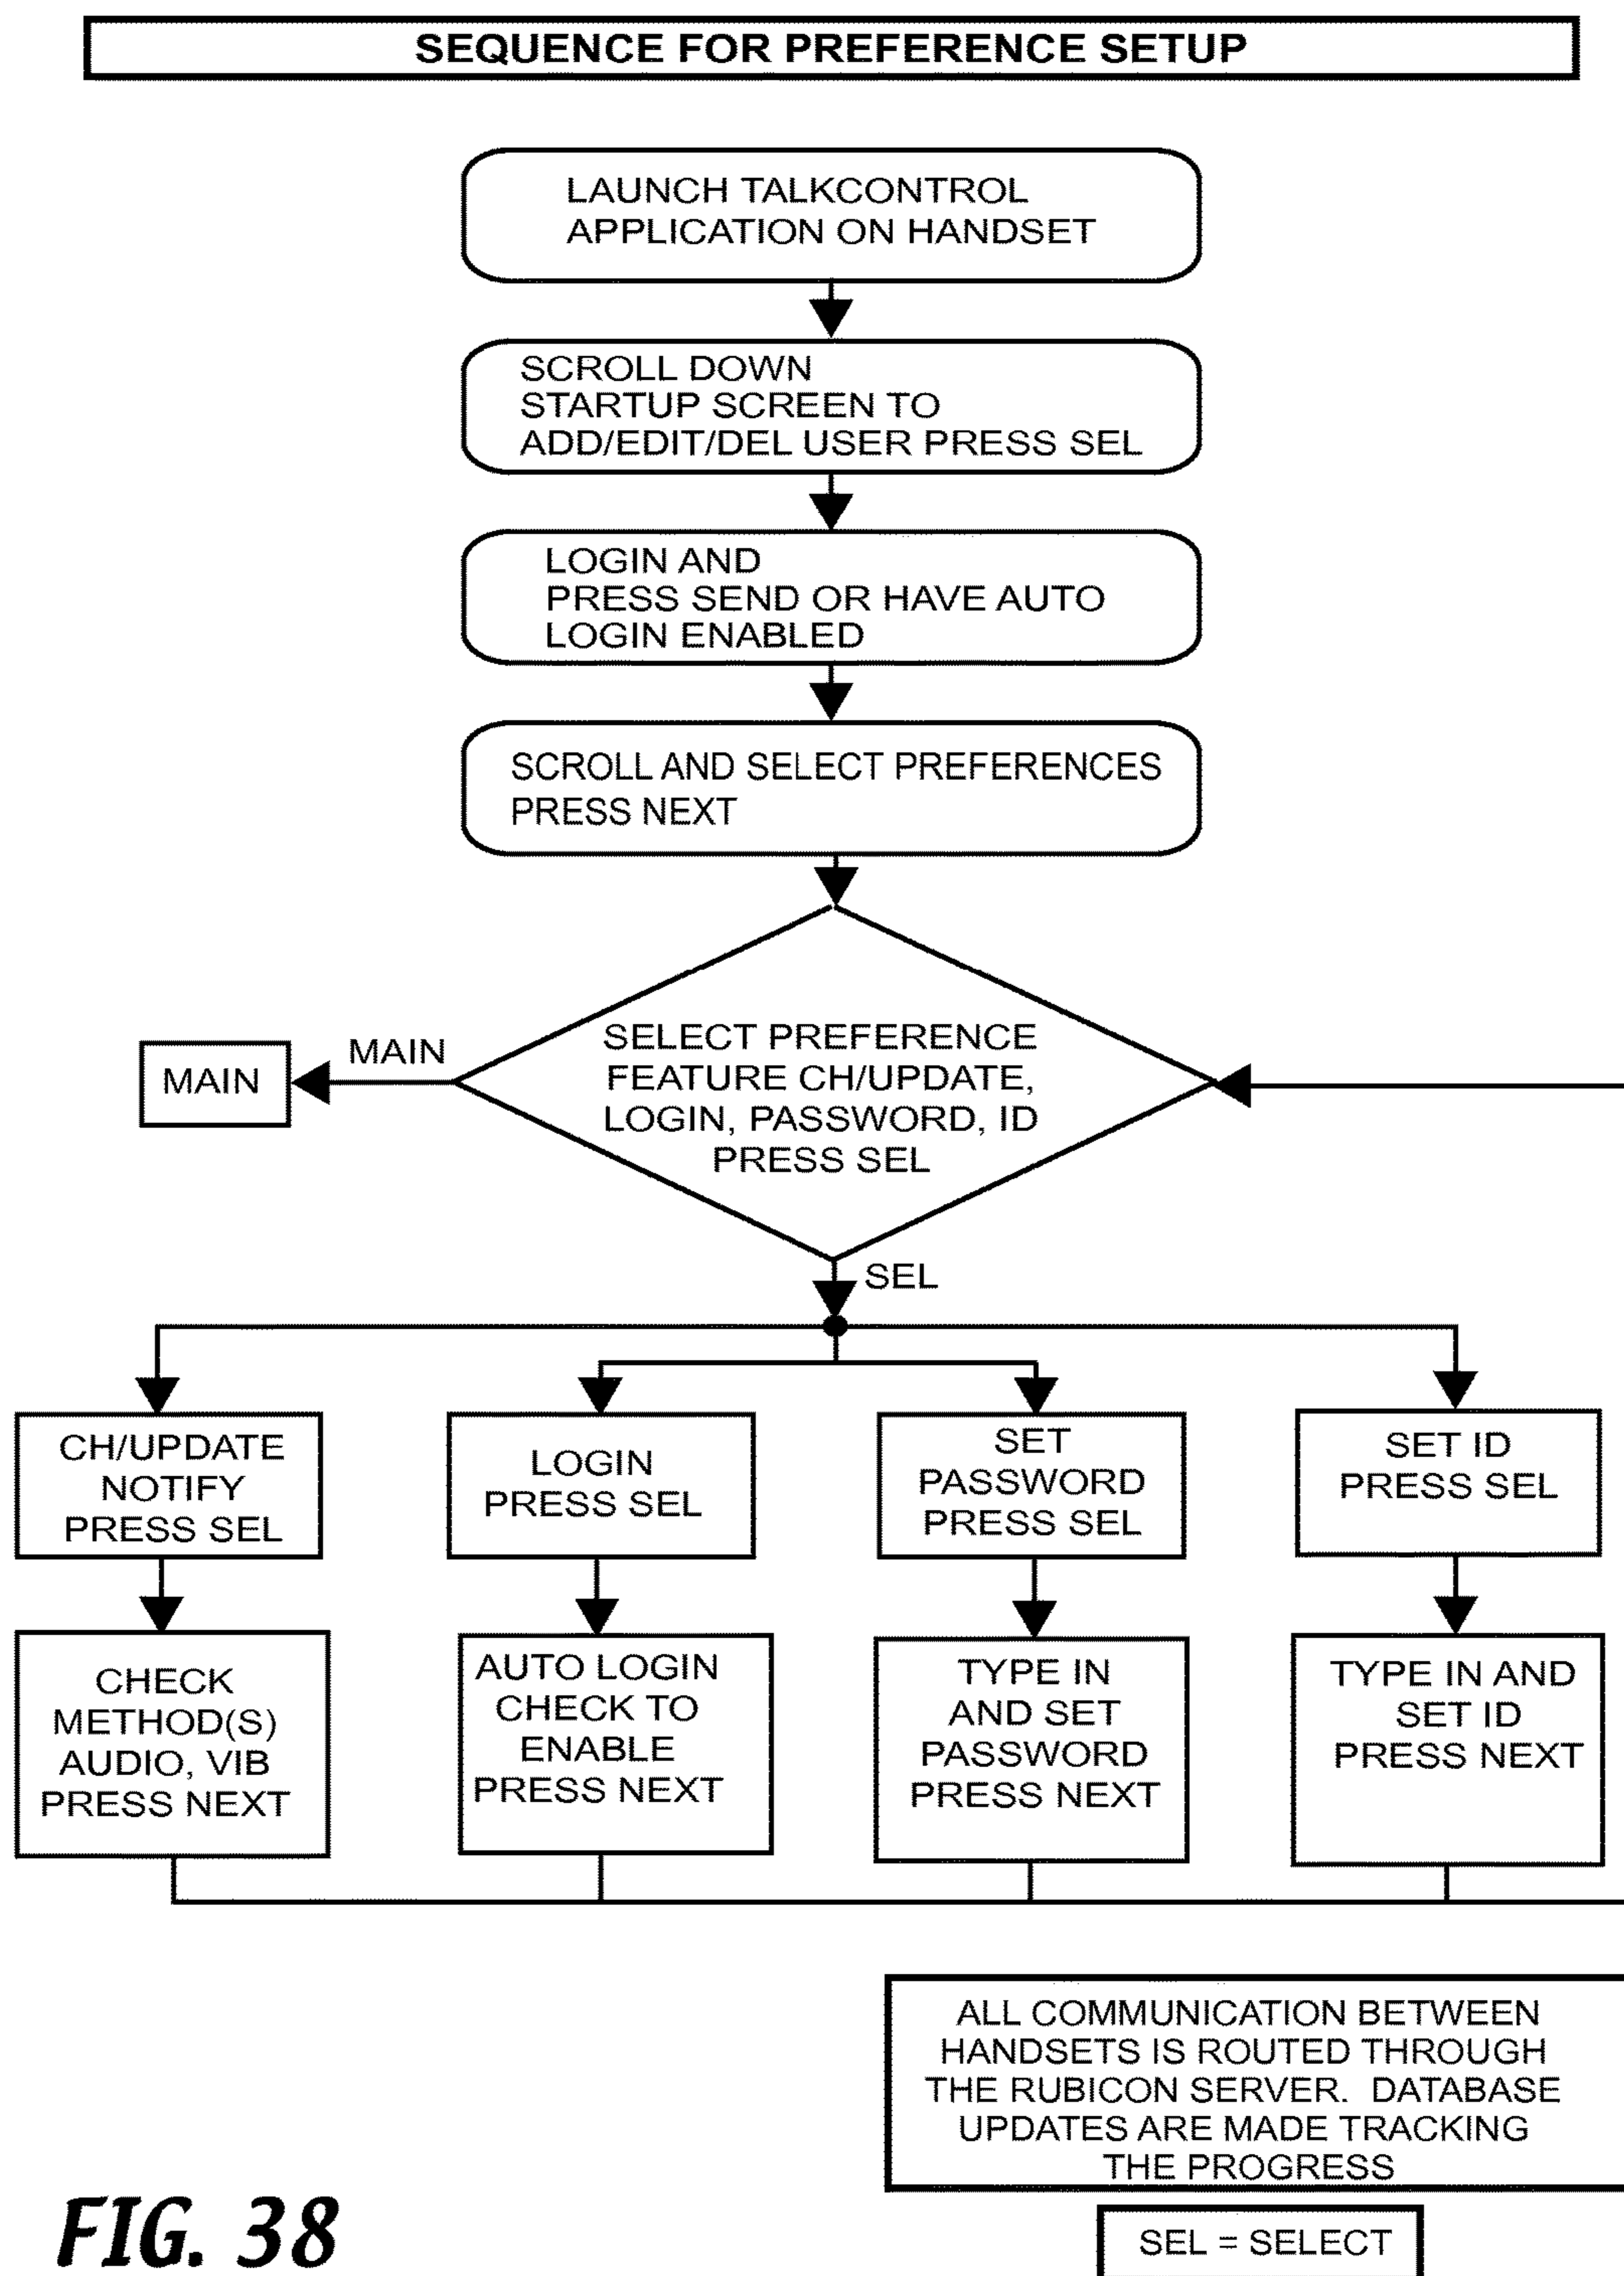 SEQUENCE FOR PREFERENCE SETUP
LAUNCH TALKCONTROL
APPLICATION ON HANDSET
SCROLL DOWN
STARTUP SCREEN TO
ADD/EDIT/DEL USER PRESS SEL
LOGIN AND
PRESS SEND OR HAVE AUTO
LOGIN ENABLED
SCROLL AND SELECT PREFERENCES
PRESS NEXT
SELECT PREFERENCE
FEATURE CH/UPDATE,
LOGIN, PASSWORD, ID
PRESS SEL
MAIN
MAIN
SEL
CH/UPDATE
NOTIFY
PRESS SEL
LOGIN
PRESS SEL
SET
PASSWORD
PRESS SEL
SET ID
PRESS SEL
CHECK
METHOD(S)
AUDIO, VIB
PRESS NEXT
AUTO LOGIN
CHECK TO
ENABLE
PRESS NEXT
TYPE IN
AND SET
PASSWORD
PRESS NEXT
TYPE IN AND
SET ID
PRESS NEXT
ALL COMMUNICATION BETWEEN
HANDSETS IS ROUTED THROUGH
THE RUBICON SERVER. DATABASE
UPDATES ARE MADE TRACKING
THE PROGRESS
SEL = SELECT
FIG. 38